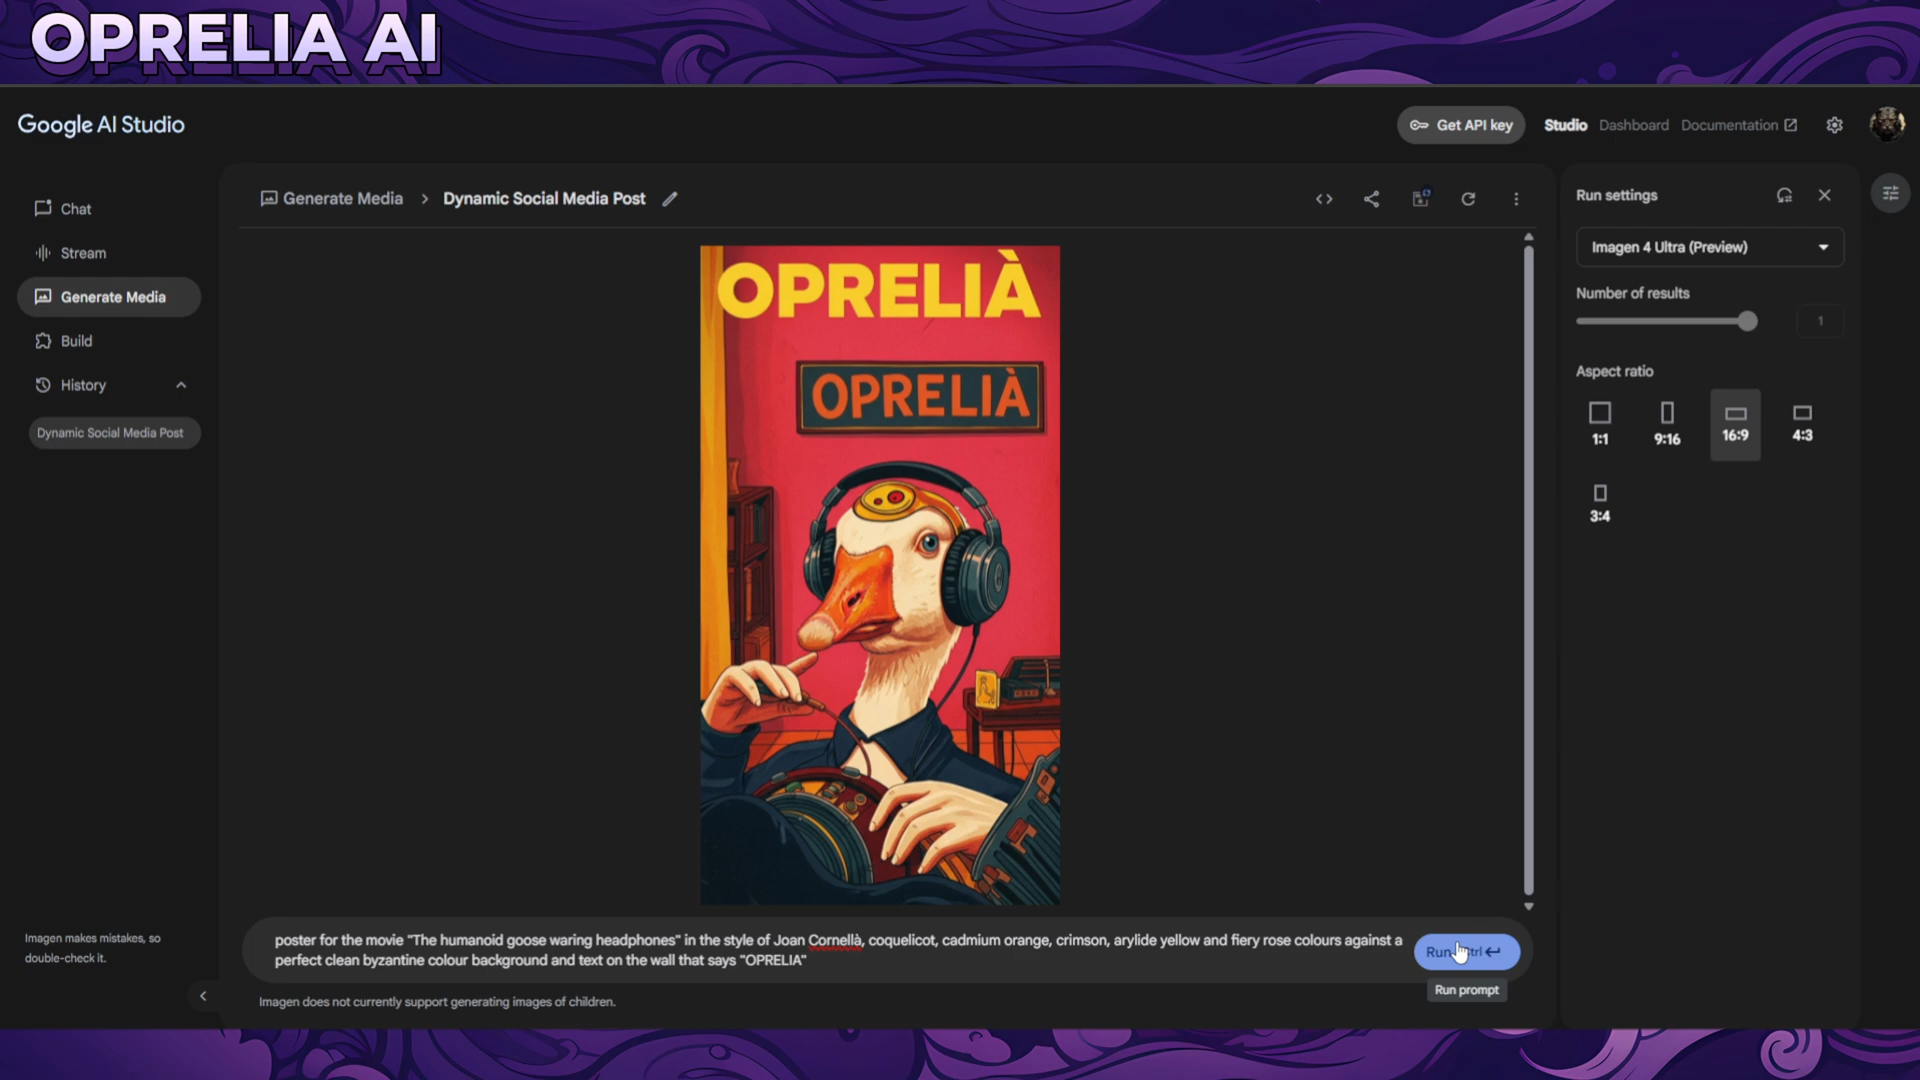 OPRELIA AI
Google AI Studio
Get API key
Studio
Dashboard
Documentation
Chat
Stream
Generate Media
Build
History
Dynamic Social Media Post
Generate Media > Dynamic Social Media Post
OPRELIÀ
OPRELIÀ
Run settings
Imagen 4 Ultra (Preview)
Number of results
1
Aspect ratio
1:1
9:16
16:9
4:3
3:4
poster for the movie "The humanoid goose waring headphones" in the style of Joan Cornellà, coquelicot, cadmium orange, crimson, arylide yellow and fiery rose colours against a
perfect clean byzantine colour background and text on the wall that says "OPRELIA"
Run Ctrl
Run prompt
Imagen makes mistakes, so
double-check it.
Imagen does not currently support generating images of children.